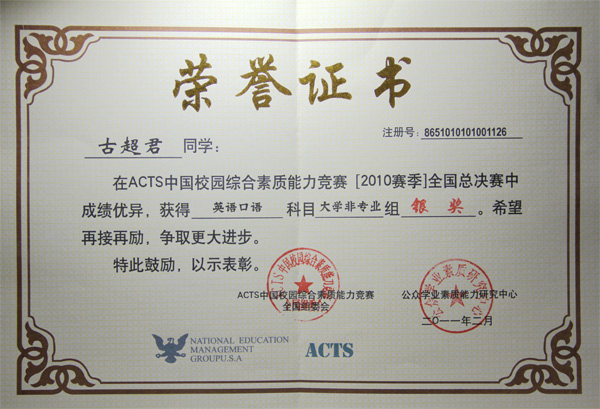 荣誉证书
注册号：8651010101001126
古超君 同学：
在ACTS中国校园综合素质能力竞赛 [2010赛季]全国总决赛中
成绩优异，获得 英语口语 科目 大学非专业 组 银奖 。希望
再接再励，争取更大进步。
特此鼓励，以示表彰。
ACTS中国校园综合素质能力竞赛 公众学业素质能力研究中心
全国组委会
二〇一一年二月
NATIONAL EDUCATION
MANAGEMENT
GROUPU.S.A
ACTS